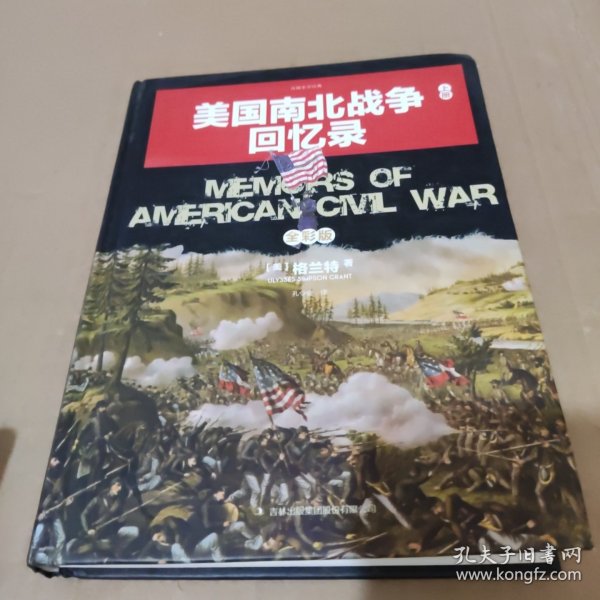 上册
美国南北战争
回忆录
MEMOIRS OF
AMERICAN CIVIL WAR
全彩版
[美] 格兰特 著
ULYSSES SIMPSON GRANT
吉林出版集团股份有限公司
孔夫子旧书网
www.kongfz.com